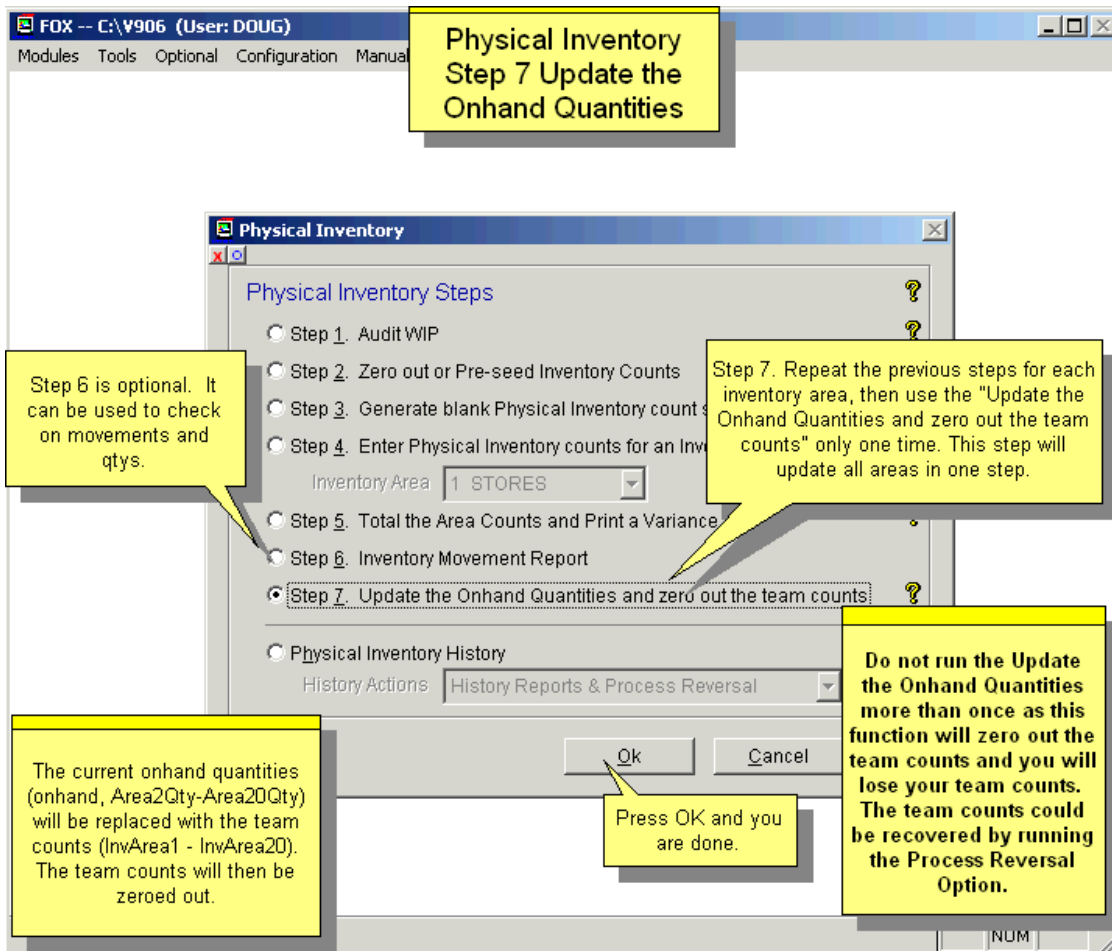 FOX -- C:\V906 (User: DOUG)
Modules Tools Optional Configuration Manual
Physical Inventory
Step 7 Update the
Onhand Quantities
Physical Inventory
Physical Inventory Steps
Step 1. Audit WIP
Step 2. Zero out or Pre-seed Inventory Counts
Step 3. Generate blank Physical Inventory count s
Step 4. Enter Physical Inventory counts for an Inv
Inventory Area 1 STORES
Step 5. Total the Area Counts and Print a Variance
Step 6. Inventory Movement Report
Step 7. Update the Onhand Quantities and zero out the team counts
Physical Inventory History
History Actions History Reports & Process Reversal
Ok Cancel
Step 6 is optional. It
can be used to check
on movements and
qtys.
Step 7. Repeat the previous steps for each
inventory area, then use the "Update the
Onhand Quantities and zero out the team
counts" only one time. This step will
update all areas in one step.
The current onhand quantities
(onhand, Area2Qty-Area20Qty)
will be replaced with the team
counts (InvArea1 - InvArea20).
The team counts will then be
zeroed out.
Press OK and you
are done.
Do not run the Update
the Onhand Quantities
more than once as this
function will zero out the
team counts and you will
lose your team counts.
The team counts could
be recovered by running
the Process Reversal
Option.
NUM